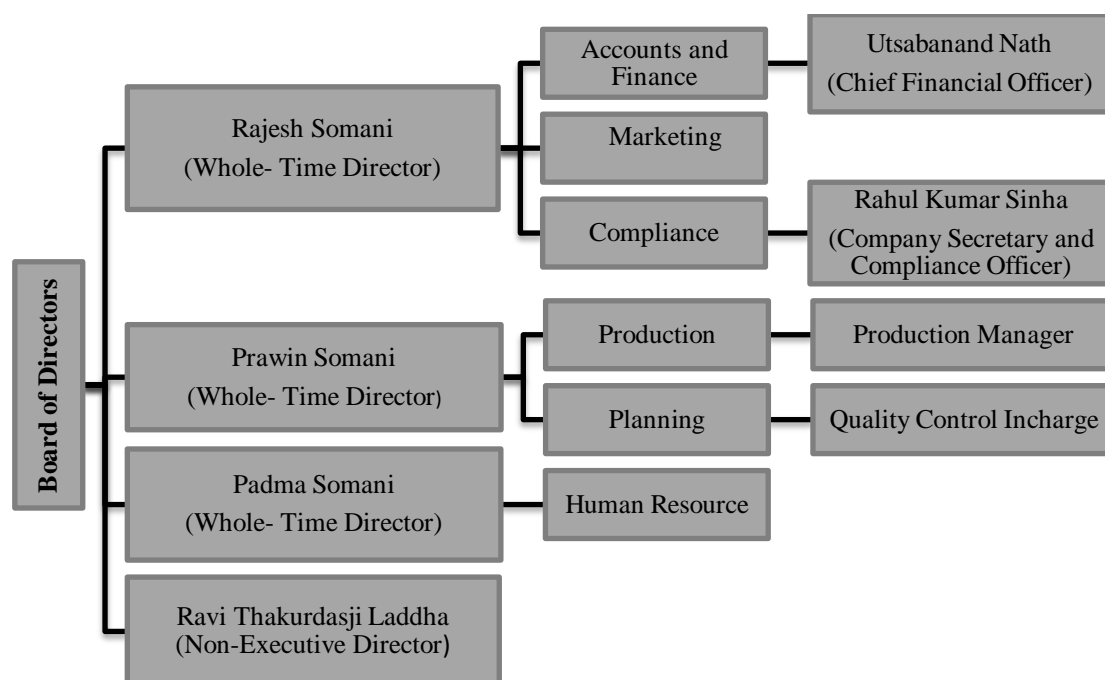 Board of Directors
Rajesh Somani
(Whole- Time Director)
Accounts and
Finance
Utsabanand Nath
(Chief Financial Officer)
Marketing
Compliance
Rahul Kumar Sinha
(Company Secretary and
Compliance Officer)
Prawin Somani
(Whole- Time Director)
Production
Production Manager
Planning
Quality Control Incharge
Padma Somani
(Whole- Time Director)
Human Resource
Ravi Thakurdasji Laddha
(Non-Executive Director)